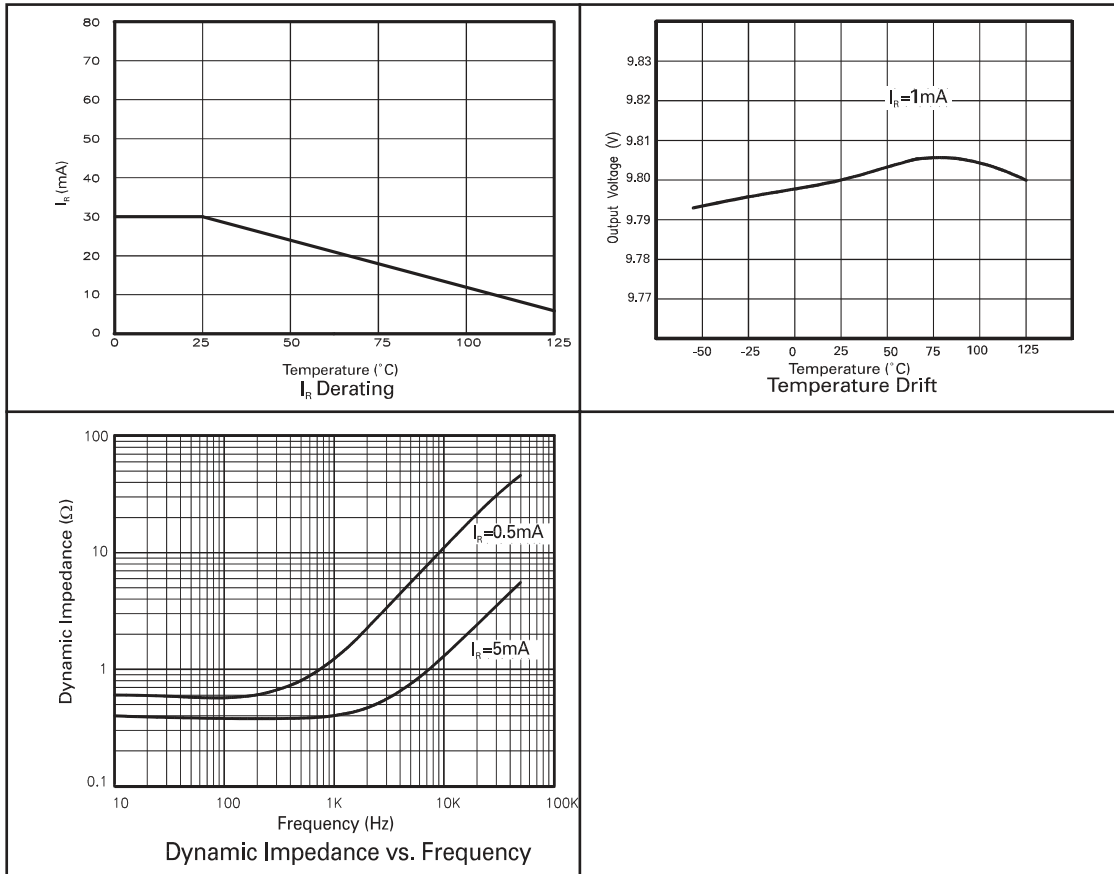 80
70
60
50
40
30
20
10
0
I_R (mA)
0 25 50 75 100 125
Temperature (˚C)
I_R Derating
9.83
9.82
9.81
9.80
9.79
9.78
9.77
Output Voltage (V)
I_R=1mA
-50 -25 0 25 50 75 100 125
Temperature (˚C)
Temperature Drift
100
10
1
0.1
Dynamic Impedance (Ω)
I_R=0.5mA
I_R=5mA
10 100 1K 10K 100K
Frequency (Hz)
Dynamic Impedance vs. Frequency